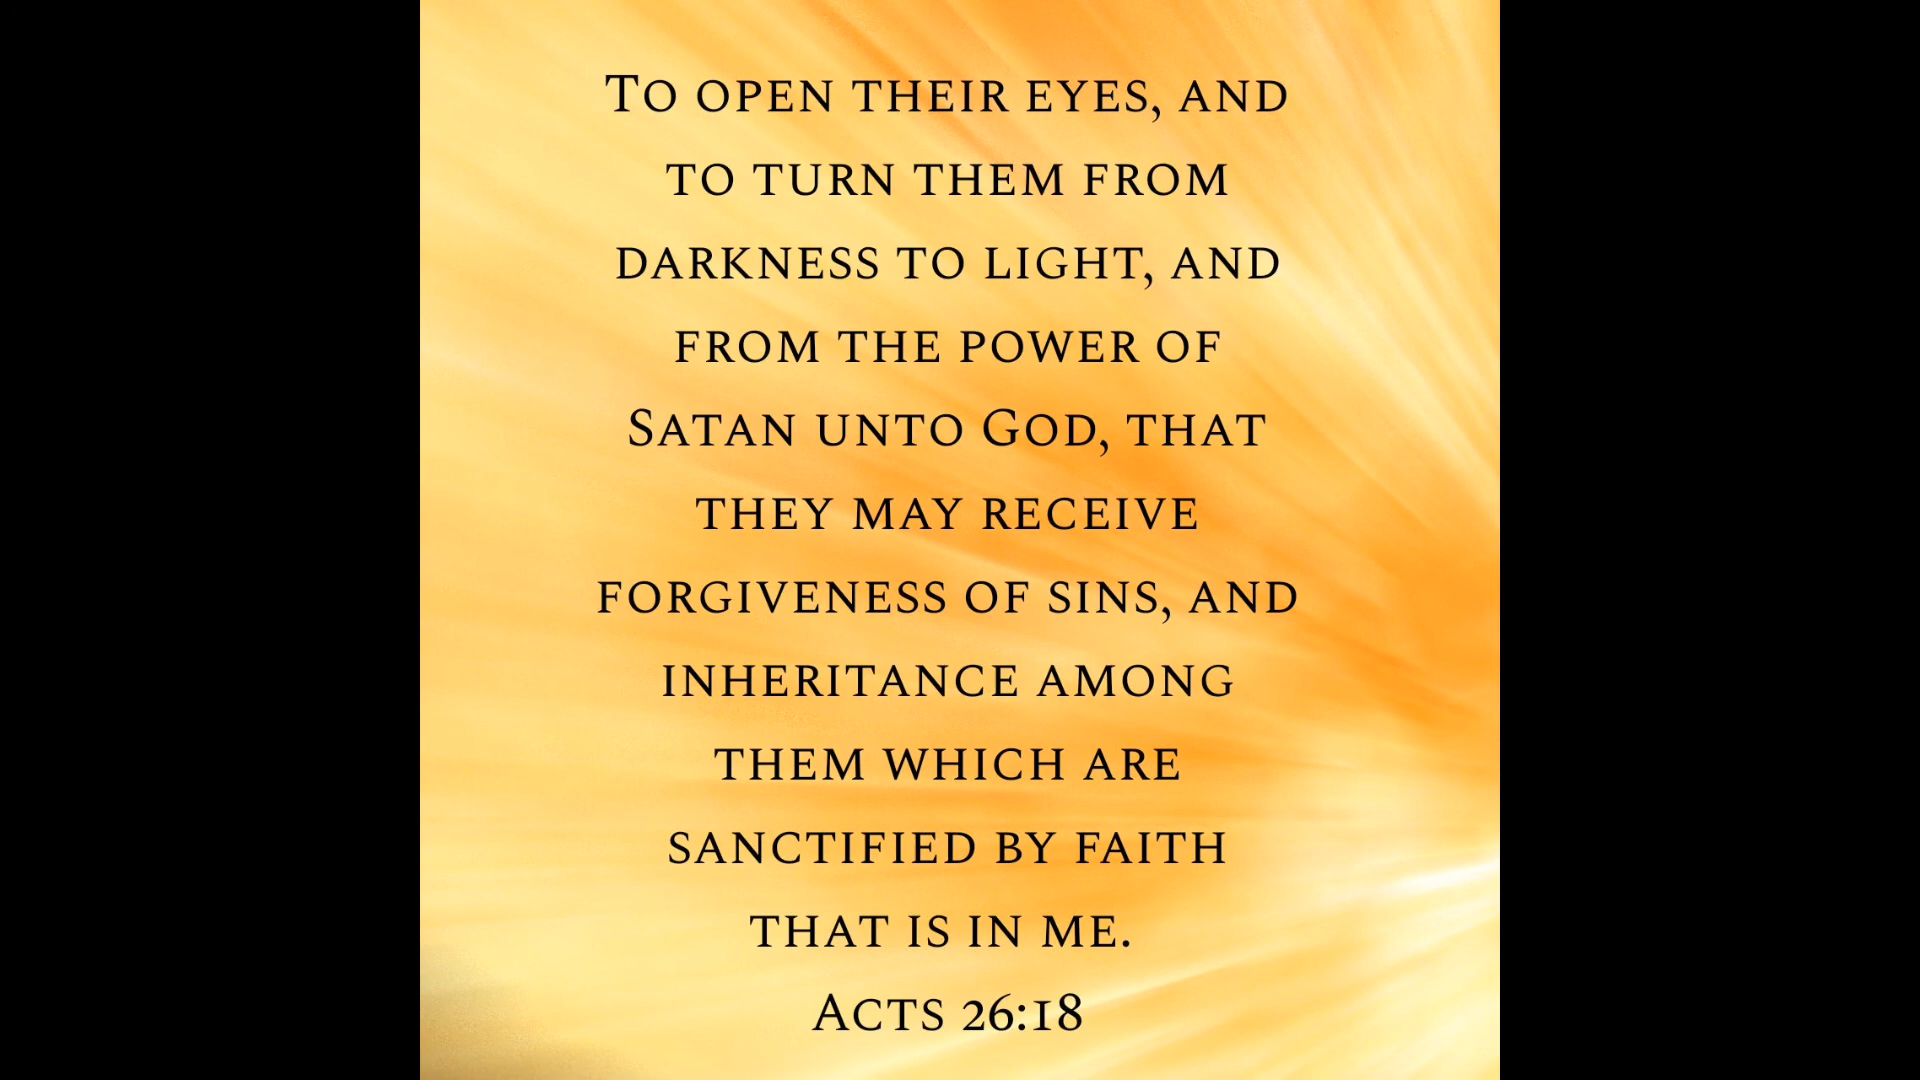 To open their eyes, and
to turn them from
darkness to light, and
from the power of
Satan unto God, that
they may receive
forgiveness of sins, and
inheritance among
them which are
sanctified by faith
that is in me.
Acts 26:18